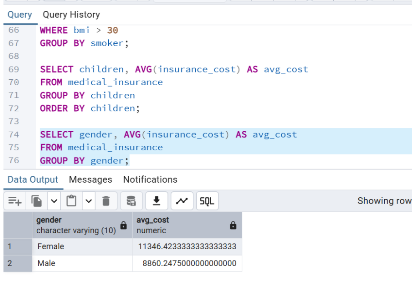 Query Query History
66 WHERE bmi > 30
67 GROUP BY smoker;
68
69 SELECT children, AVG(insurance_cost) AS avg_cost
70 FROM medical_insurance
71 GROUP BY children
72 ORDER BY children;
73
74 SELECT gender, AVG(insurance_cost) AS avg_cost
75 FROM medical_insurance
76 GROUP BY gender;
Data Output Messages Notifications
SQL Showing row
gender avg_cost
character varying (10) numeric
1 Female 11346.4233333333333333
2 Male 8860.2475000000000000